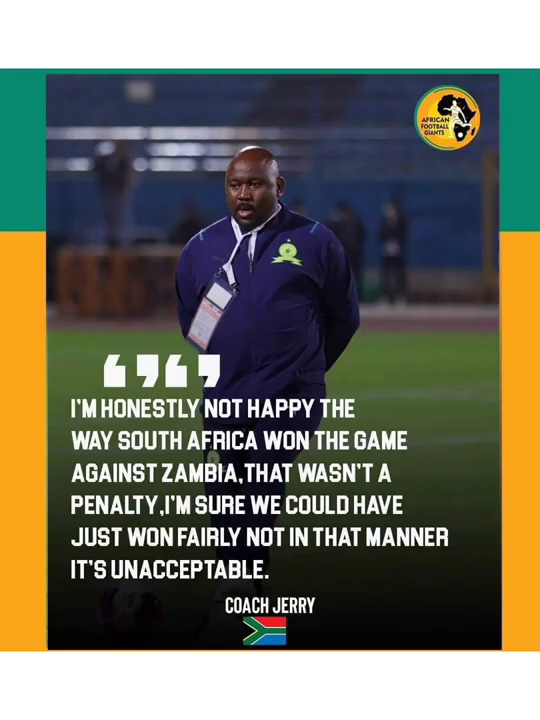 AFRICAN
FOOTBALL
GIANTS
I'M HONESTLY NOT HAPPY THE
WAY SOUTH AFRICA WON THE GAME
AGAINST ZAMBIA,THAT WASN'T A
PENALTY,I'M SURE WE COULD HAVE
JUST WON FAIRLY NOT IN THAT MANNER
IT'S UNACCEPTABLE.
COACH JERRY